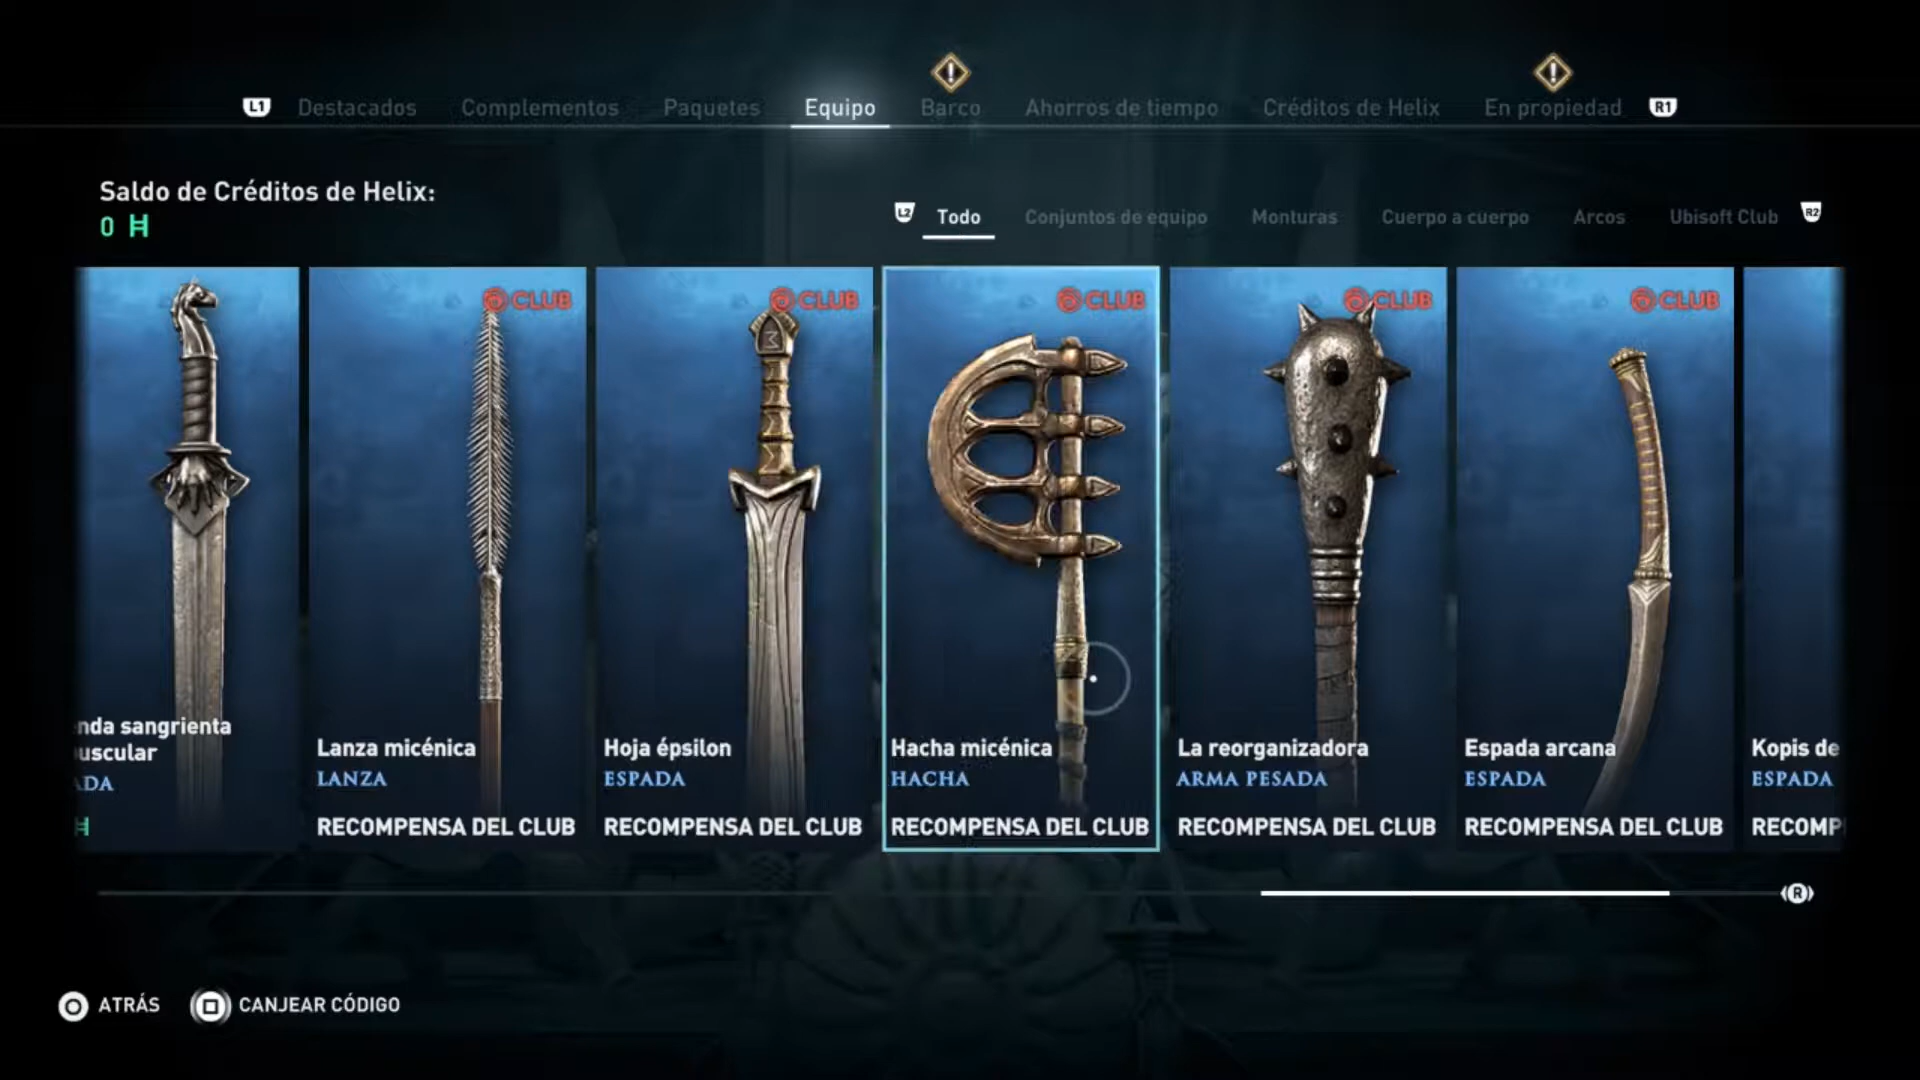 L1 Destacados Complementos Paquetes Equipo Barco Ahorros de tiempo Créditos de Helix En propiedad R1
Saldo de Créditos de Helix:
0 H
L2 Todo Conjuntos de equipo Monturas Cuerpo a cuerpo Arcos Ubisoft Club R2
CLUB CLUB CLUB CLUB CLUB
nda sangrienta
uscular
ADA
H
Lanza micénica
LANZA
RECOMPENSA DEL CLUB
Hoja épsilon
ESPADA
RECOMPENSA DEL CLUB
Hacha micénica
HACHA
RECOMPENSA DEL CLUB
La reorganizadora
ARMA PESADA
RECOMPENSA DEL CLUB
Espada arcana
ESPADA
RECOMPENSA DEL CLUB
Kopis de
ESPADA
RECOMP
R
ATRÁS CANJEAR CÓDIGO